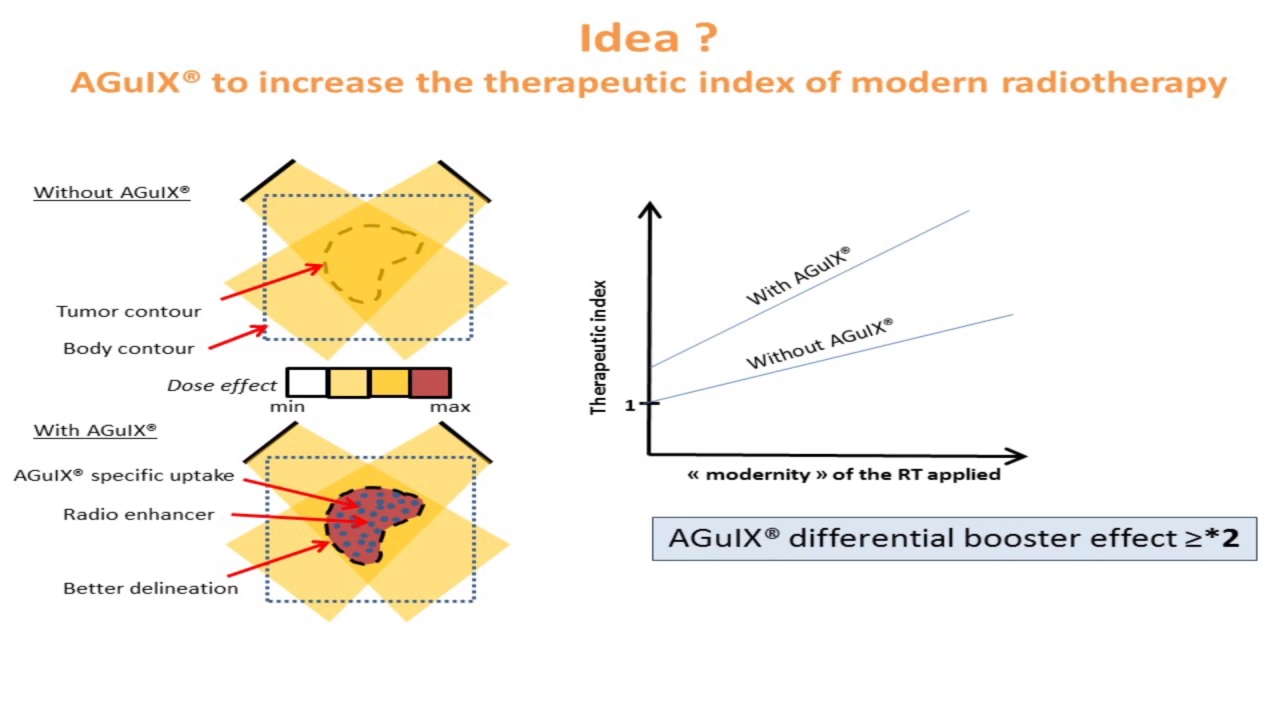 Idea ?
AGuIX® to increase the therapeutic index of modern radiotherapy
Without AGuIX®
Tumor contour
Body contour
Dose effect
min
max
With AGuIX®
AGuIX® specific uptake
Radio enhancer
Better delineation
Therapeutic index
With AGuIX®
Without AGuIX®
1
« modernity » of the RT applied
AGuIX® differential booster effect ≥*2